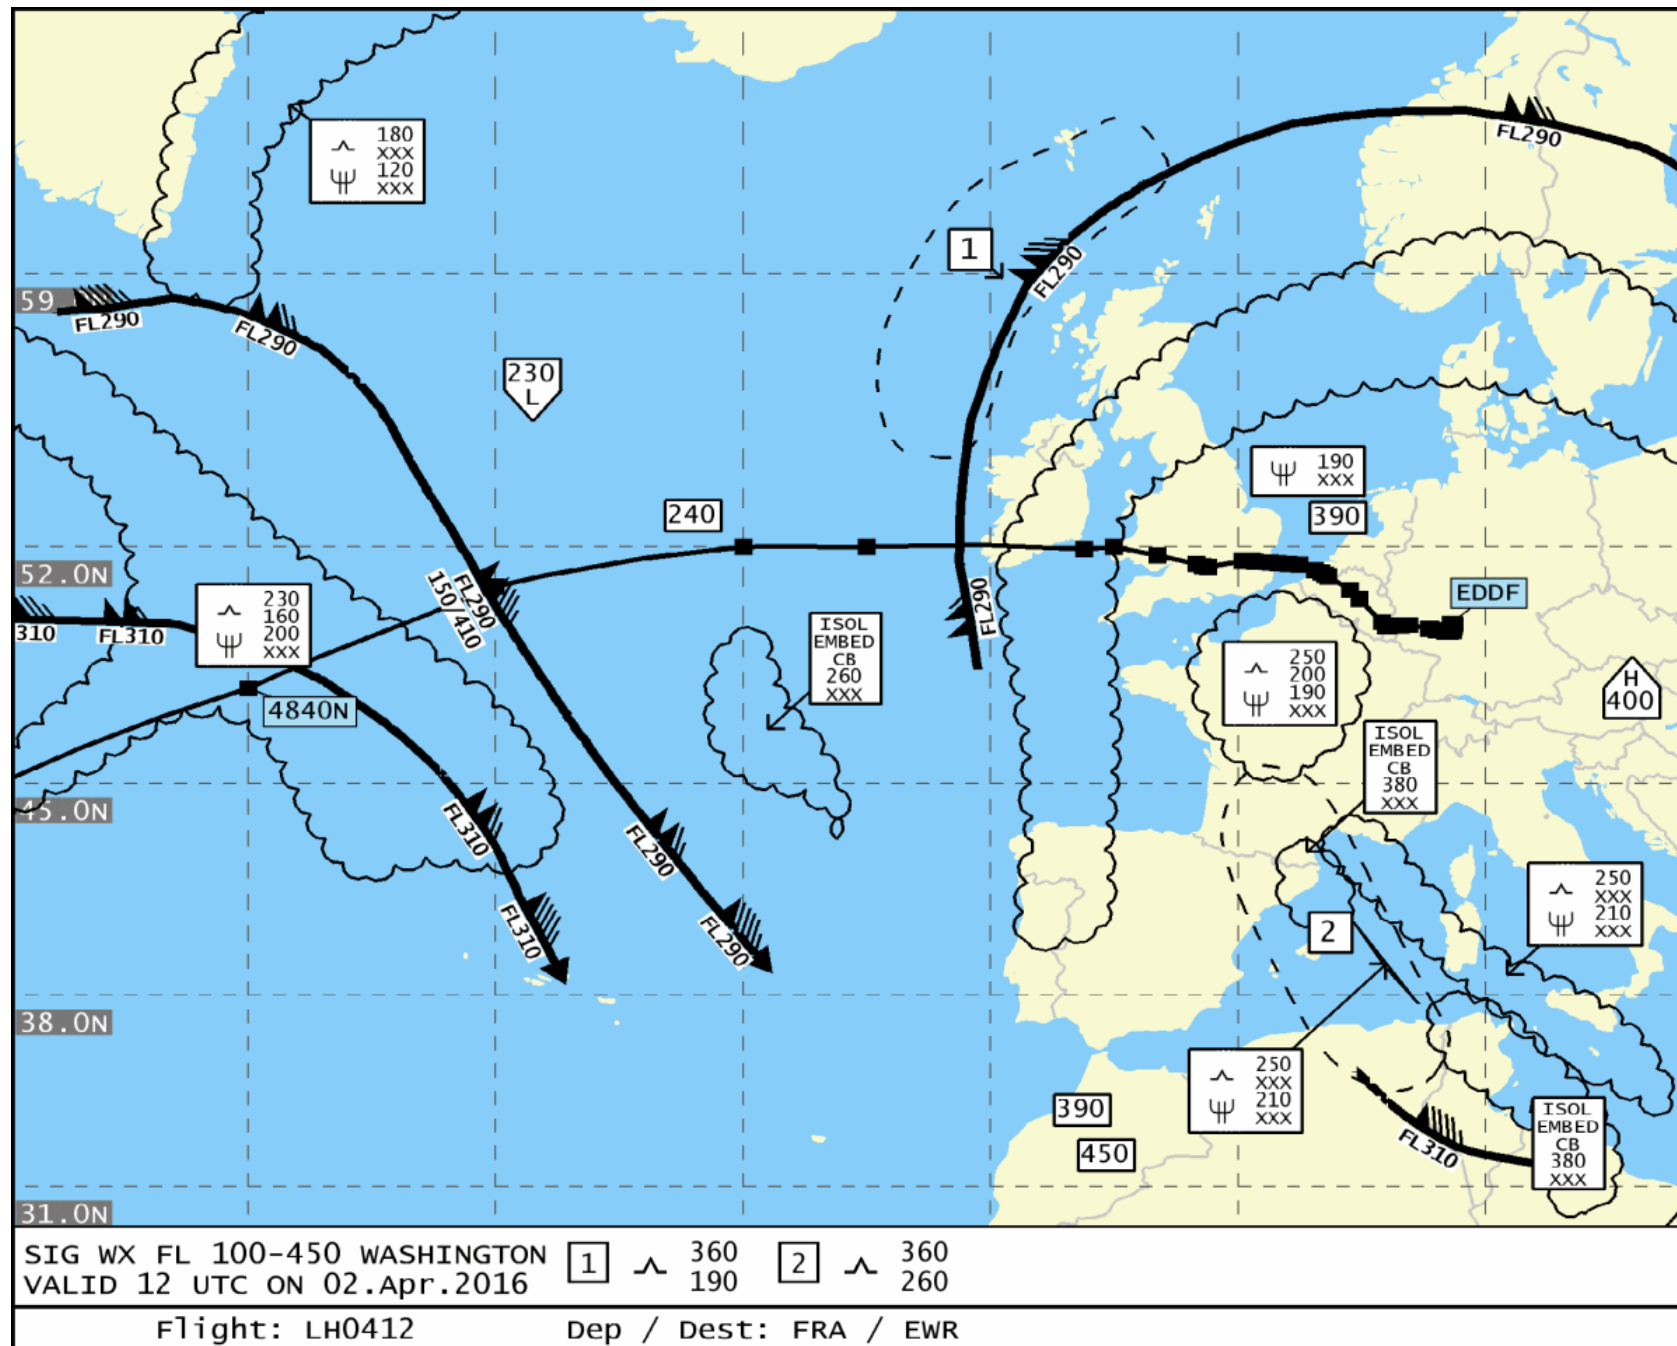 180
XXX
120
XXX
FL290
1
FL290
59
FL290
FL290
230
L
190
XXX
390
240
52.0N
FL290
150/410
FL290
EDDF
230
160
200
XXX
310
FL310
ISOL
EMBED
CB
260
XXX
250
200
190
XXX
H
400
4840N
ISOL
EMBED
CB
380
XXX
45.0N
FL310
FL290
250
XXX
210
XXX
FL310
FL290
2
38.0N
250
XXX
210
XXX
390
450
FL310
ISOL
EMBED
CB
380
XXX
31.0N
SIG WX FL 100-450 WASHINGTON
VALID 12 UTC ON 02.Apr.2016
1 360
190
2 360
260
Flight: LH0412 Dep / Dest: FRA / EWR